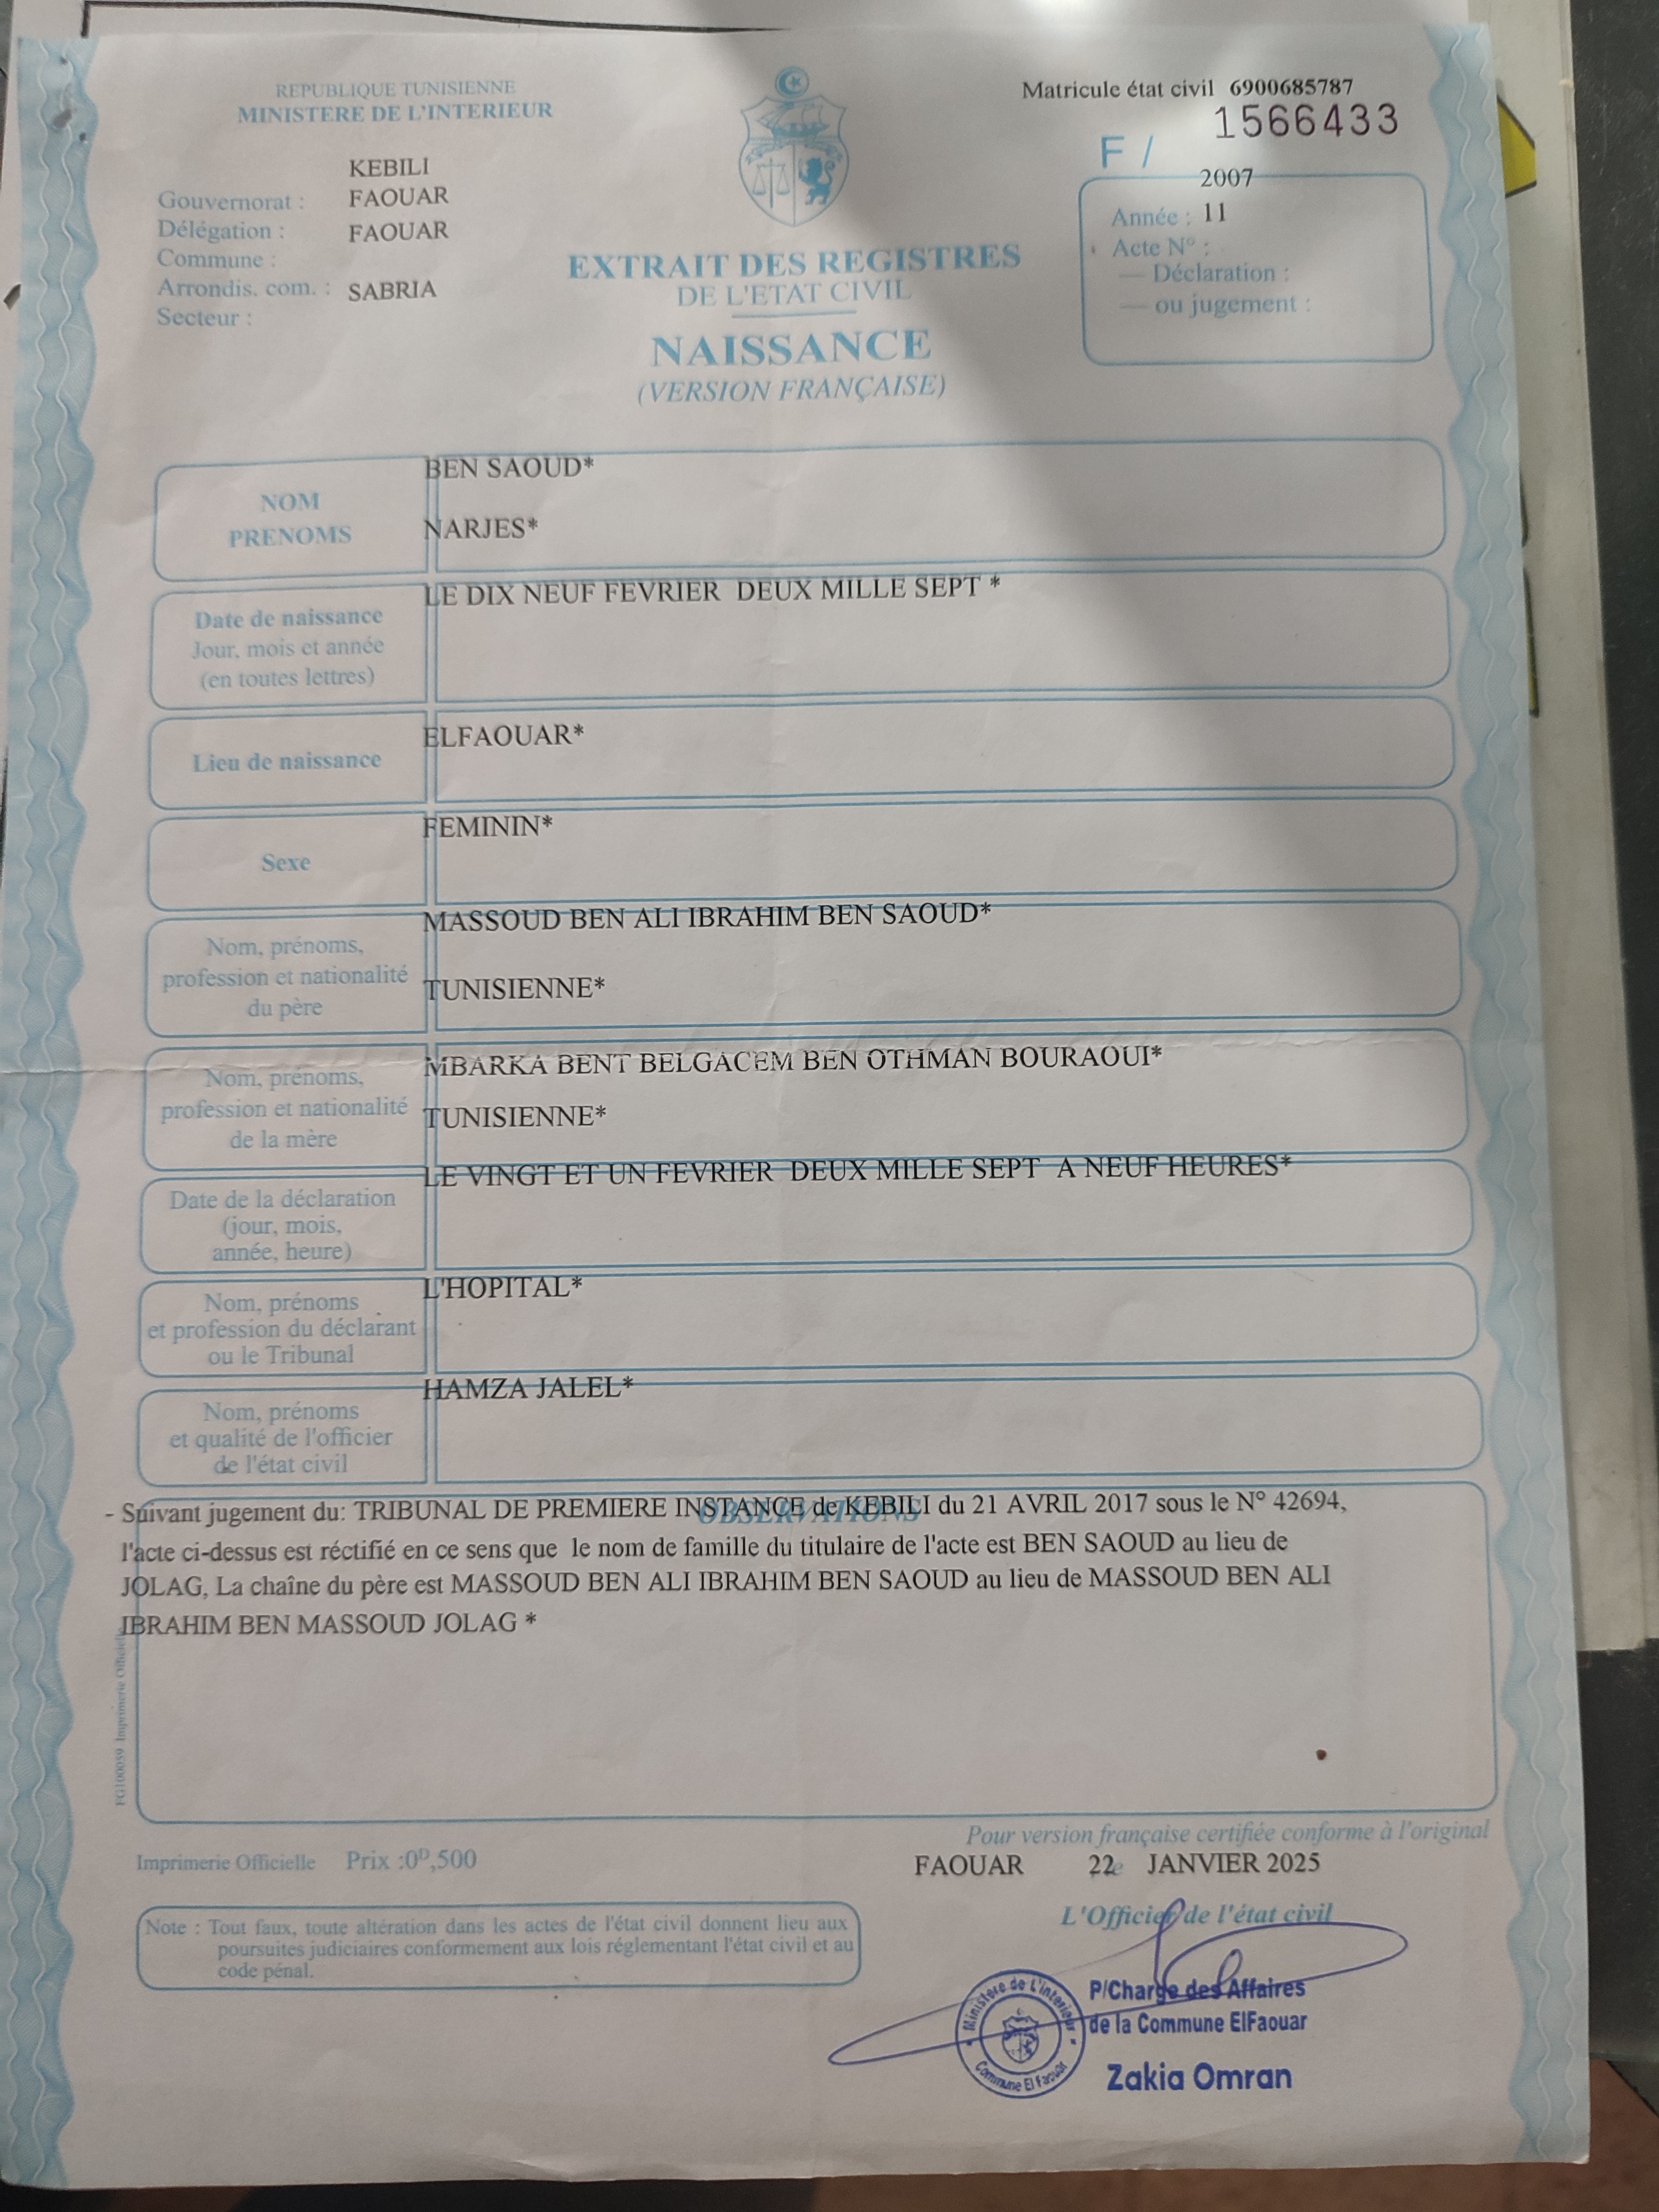 REPUBLIQUE TUNISIENNE
MINISTERE DE L'INTERIEUR
KEBILI
Gouvernorat : FAOUAR
Délégation : FAOUAR
Commune :
Arrondis. com. : SABRIA
Secteur :
EXTRAIT DES REGISTRES
DE L'ETAT CIVIL
NAISSANCE
(VERSION FRANÇAISE)
Matricule état civil 6900685787
1566433
F /
2007
Année : 11
Acte N° :
— Déclaration :
— ou jugement :
NOM
PRENOMS
BEN SAOUD*
NARJES*
Date de naissance
Jour, mois et année
(en toutes lettres)
LE DIX NEUF FEVRIER DEUX MILLE SEPT *
Lieu de naissance
ELFAOUAR*
Sexe
FEMININ*
Nom, prénoms,
profession et nationalité
du père
MASSOUD BEN ALI IBRAHIM BEN SAOUD*
TUNISIENNE*
Nom, prénoms,
profession et nationalité
de la mère
MBARKA BENT BELGACEM BEN OTHMAN BOURAOUI*
TUNISIENNE*
Date de la déclaration
(jour, mois,
année, heure)
LE VINGT ET UN FEVRIER DEUX MILLE SEPT A NEUF HEURES*
Nom, prénoms
et profession du déclarant
ou le Tribunal
L'HOPITAL*
Nom, prénoms
et qualité de l'officier
de l'état civil
HAMZA JALEL*
OBSERVATIONS
- Suivant jugement du: TRIBUNAL DE PREMIERE INSTANCE de KEBILI du 21 AVRIL 2017 sous le N° 42694,
l'acte ci-dessus est réctifié en ce sens que le nom de famille du titulaire de l'acte est BEN SAOUD au lieu de
JOLAG, La chaîne du père est MASSOUD BEN ALI IBRAHIM BEN SAOUD au lieu de MASSOUD BEN ALI
IBRAHIM BEN MASSOUD JOLAG *
FG100059 Imprimerie Officielle
Imprimerie Officielle Prix :0ᴰ,500
Pour version française certifiée conforme à l'original
FAOUAR 22 JANVIER 2025
L'Officier de l'état civil
Note : Tout faux, toute altération dans les actes de l'état civil donnent lieu aux
poursuites judiciaires conformement aux lois réglementant l'état civil et au
code pénal.
Ministere de L'interieur
Commune El Faouar
P/Charge des Affaires
de la Commune ElFaouar
Zakia Omran